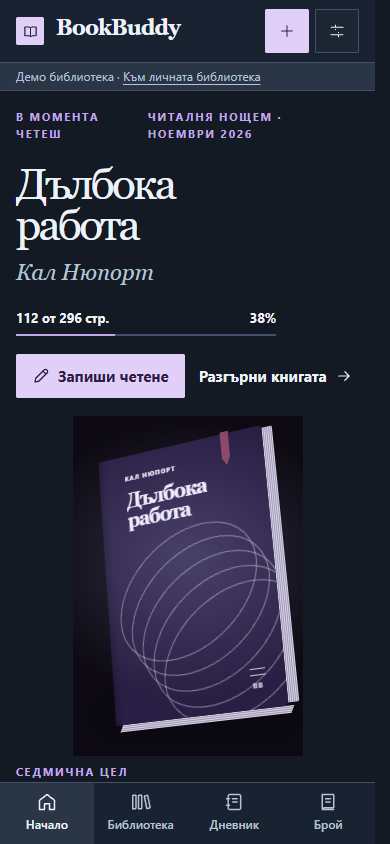 BookBuddy
Демо библиотека · Към личната библиотека
В МОМЕНТА ЧЕТЕШ
ЧИТАЛНЯ НОЩЕМ · НОЕМВРИ 2026
Дълбока
работа
Кал Нюпорт
112 от 296 стр.
38%
Запиши четене
Разгърни книгата →
КАЛ НЮПОРТ
Дълбока
работа
BB
СЕДМИЧНА ЦЕЛ
Начало
Библиотека
Дневник
Брой